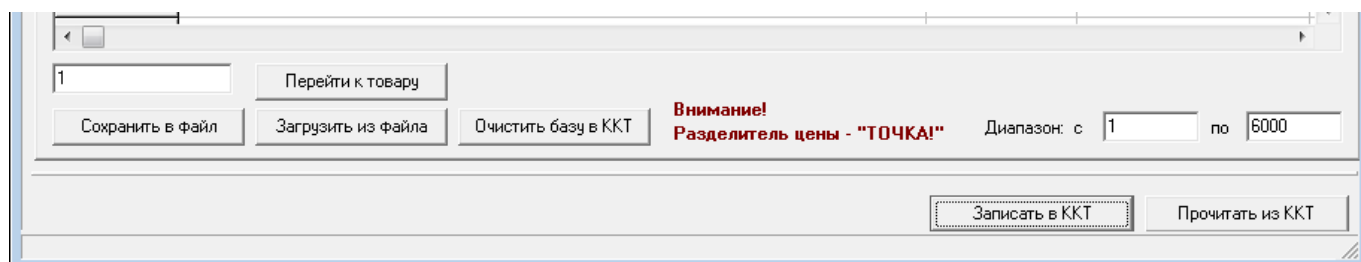 1
Перейти к товару
Сохранить в файл
Загрузить из файла
Очистить базу в ККТ
Внимание!
Разделитель цены - "ТОЧКА!"
Диапазон: с
1
по
6000
Записать в ККТ
Прочитать из ККТ